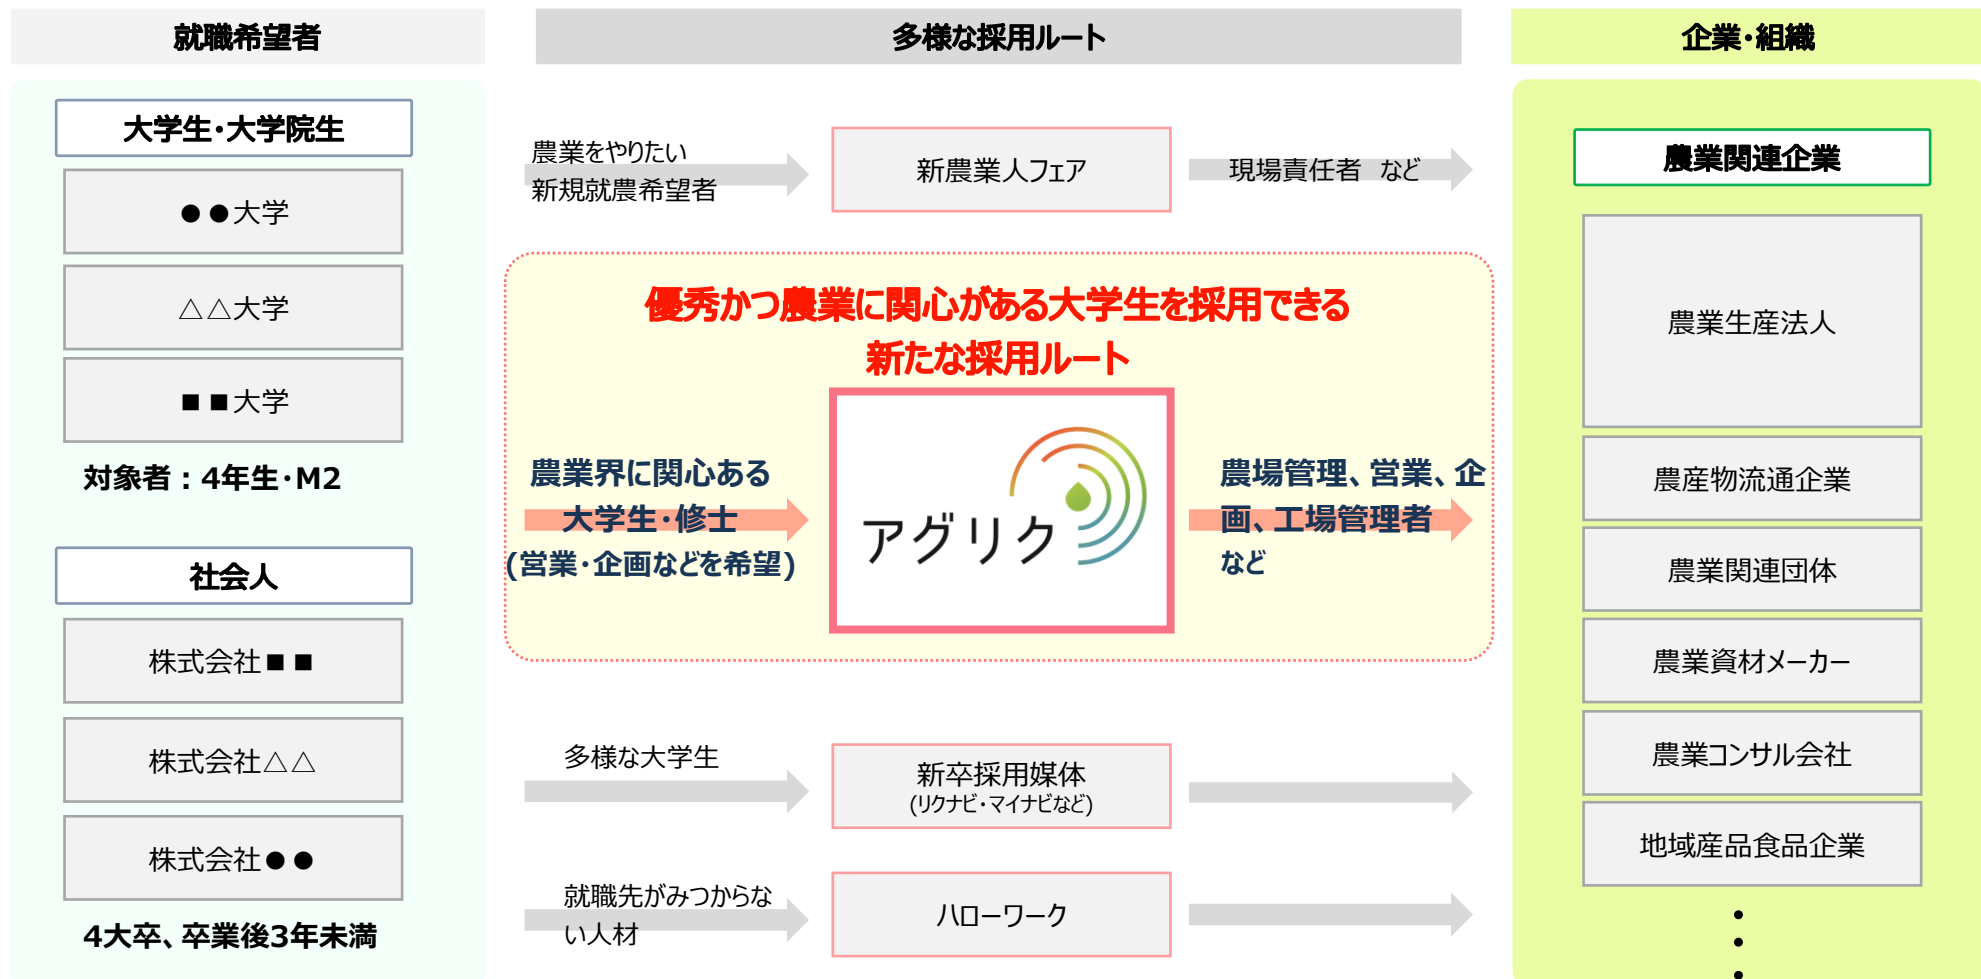 就職希望者
多様な採用ルート
企業・組織
大学生・大学院生
●●大学
△△大学
■■大学
対象者：4年生・M2
社会人
株式会社■■
株式会社△△
株式会社●●
4大卒、卒業後3年未満
農業をやりたい
新規就農希望者
新農業人フェア
現場責任者　など
優秀かつ農業に関心がある大学生を採用できる
新たな採用ルート
農業界に関心ある
大学生・修士
(営業・企画などを希望)
アグリク
農場管理、営業、企
画、工場管理者
など
多様な大学生
新卒採用媒体
(リクナビ・マイナビなど)
就職先がみつからな
い人材
ハローワーク
農業関連企業
農業生産法人
農産物流通企業
農業関連団体
農業資材メーカー
農業コンサル会社
地域産品食品企業
・
・
・